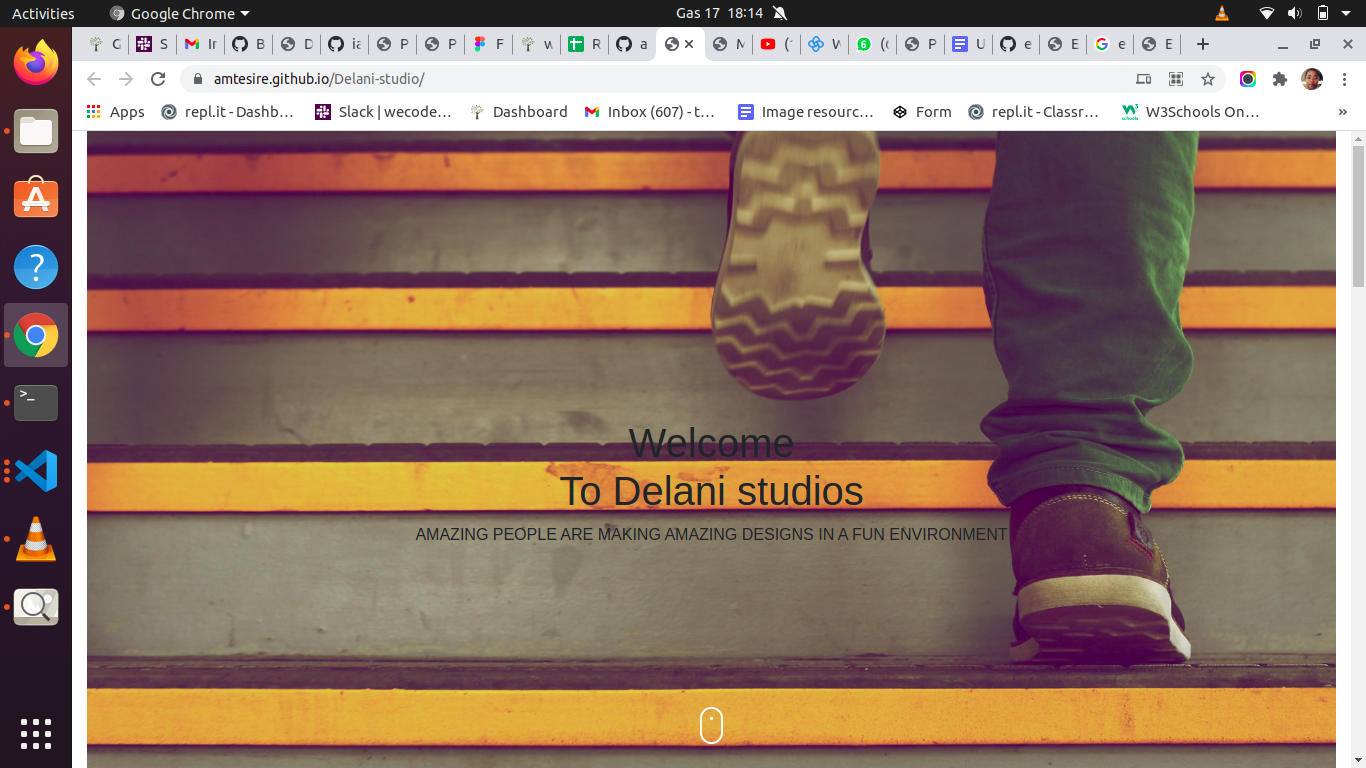 Activities
Google Chrome
Gas 17 18:14
G
S
In
B
D
ia
P
P
F
w
R
a
M
(
W
6
(
P
U
e
E
e
E
amtesire.github.io/Delani-studio/
Apps
repl.it - Dashb…
Slack | wecode…
Dashboard
Inbox (607) - t…
Image resourc…
Form
repl.it - Classr…
W3Schools On…
»
>_
Welcome
To Delani studios
AMAZING PEOPLE ARE MAKING AMAZING DESIGNS IN A FUN ENVIRONMENT